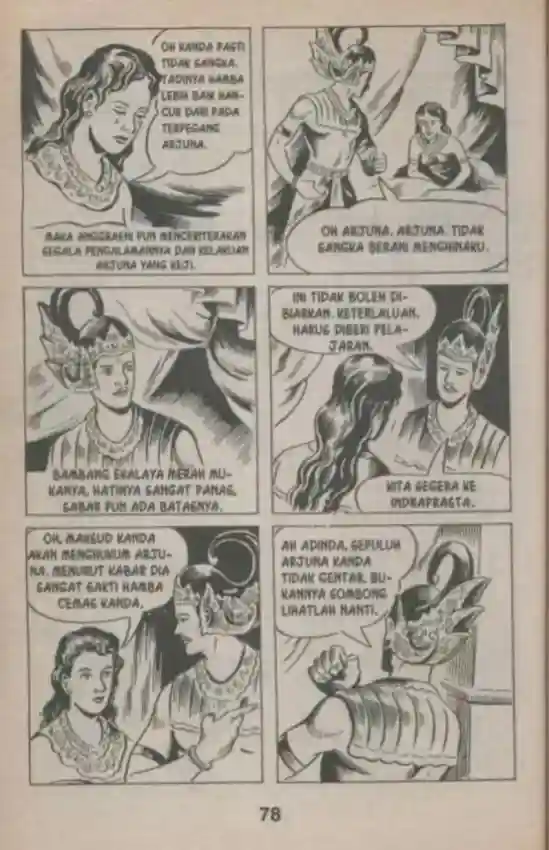 OH KANDA PASTI
TIDAK SANGKA.
TADINYA HAMBA
LEBIH BAIK HAN-
CUR DARI PADA
TERPEGANG
ARJUNA.
MAKA ANGGRAENI PUN MENCERITERAKAN
SEGALA PENGALAMANNYA DAN KELAKUAN
ARJUNA YANG KEJI.
OH ARJUNA, ARJUNA. TIDAK
SANGKA BERANI MENGHINAKU.
BAMBANG EKALAYA MERAH MU-
KANYA, HATINYA SANGAT PANAS,
SABAR PUN ADA BATASNYA.
INI TIDAK BOLEH DI-
BIARKAN. KETERLALUAN.
HARUS DIBERI PELA-
JARAN.
KITA SEGERA KE
INDRAPRASTA.
OH, MAKSUD KANDA
AKAN MENGHUKUM ARJU-
NA. MENURUT KABAR DIA
SANGAT SAKTI HAMBA
CEMAS KANDA.
AH ADINDA, SEPULUH
ARJUNA KANDA
TIDAK GENTAR. BU-
KANNYA SOMBONG
LIHATLAH NANTI.
78